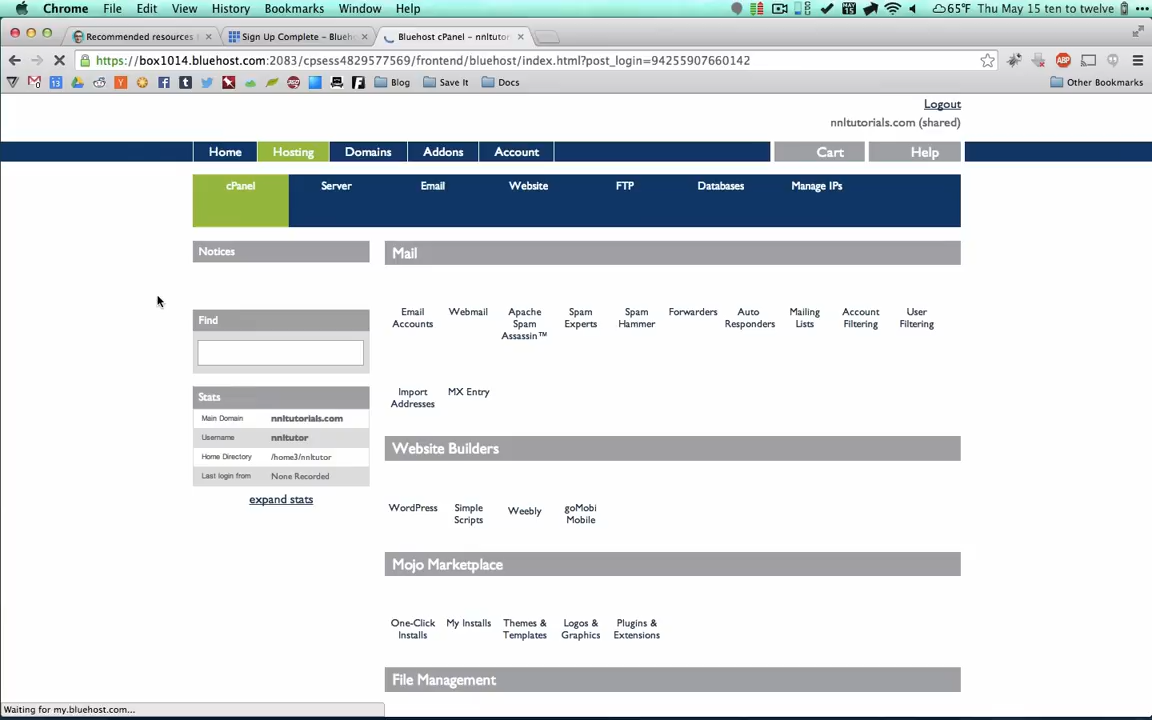 Chrome File Edit View History Bookmarks Window Help 65°F Thu May 15 ten to twelve
Recommended resources Sign Up Complete – Blueh Bluehost cPanel – nnltutor
https://box1014.bluehost.com:2083/cpsess4829577569/frontend/bluehost/index.html?post_login=94255907660142
Blog Save It Docs Other Bookmarks
Logout
nnltutorials.com (shared)
Home Hosting Domains Addons Account Cart Help
cPanel Server Email Website FTP Databases Manage IPs
Notices
Mail
Email Accounts
Webmail
Apache Spam Assassin™
Spam Experts
Spam Hammer
Forwarders
Auto Responders
Mailing Lists
Account Filtering
User Filtering
Find
Import Addresses
MX Entry
Stats
Main Domain nnltutorials.com
Username nnltutor
Home Directory /home3/nnltutor
Last login from None Recorded
expand stats
Website Builders
WordPress
Simple Scripts
Weebly
goMobi Mobile
Mojo Marketplace
One-Click Installs
My Installs
Themes & Templates
Logos & Graphics
Plugins & Extensions
File Management
Waiting for my.bluehost.com...